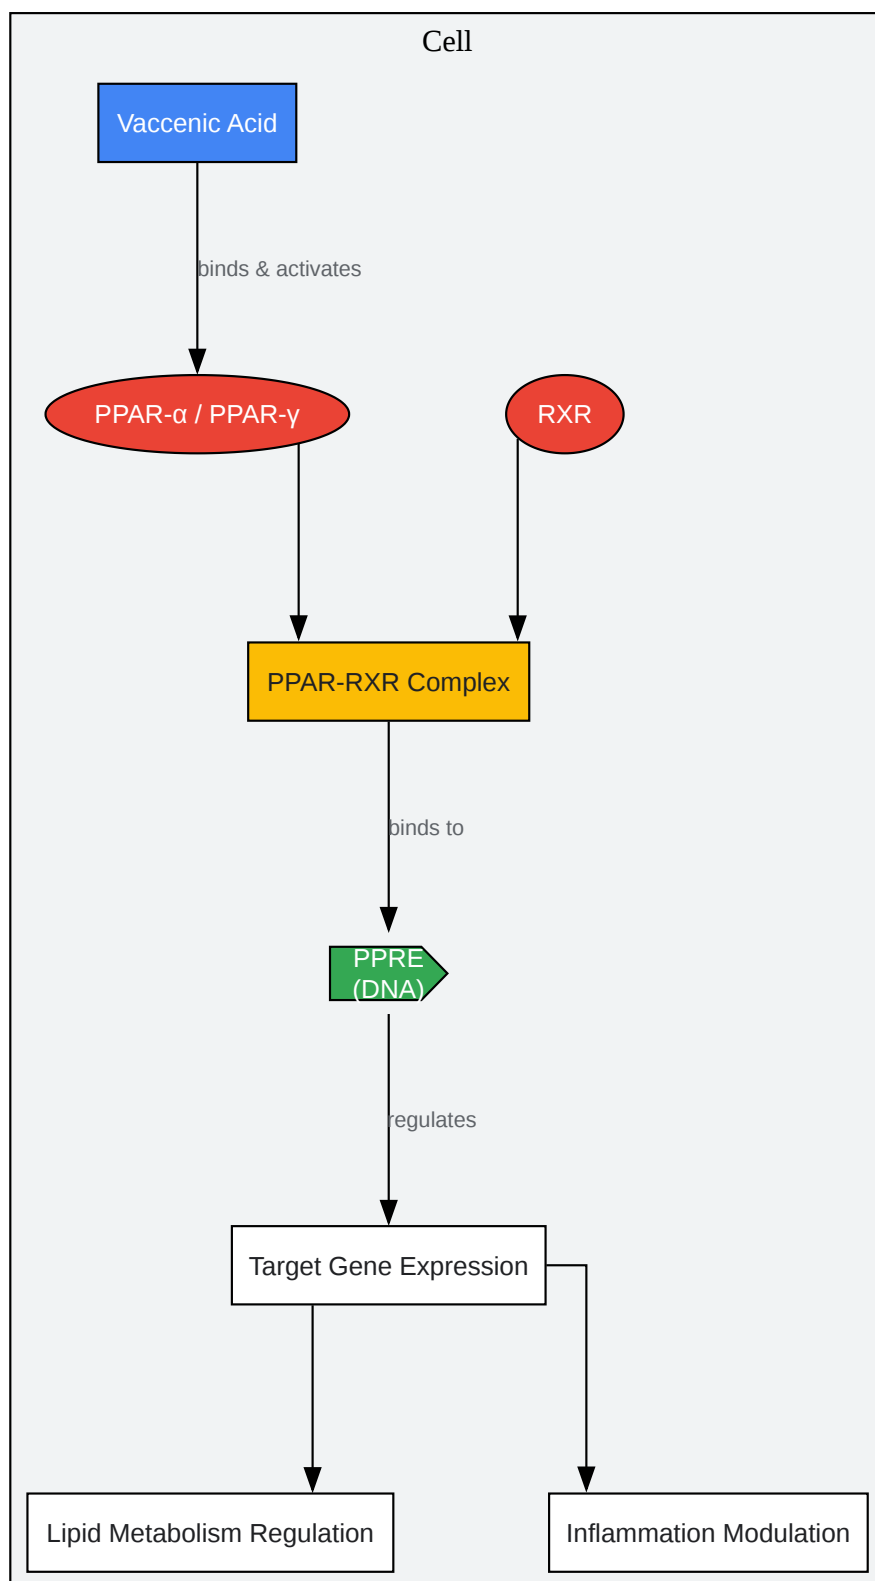 Cell
Vaccenic Acid
binds & activates
PPAR-α / PPAR-γ
RXR
PPAR-RXR Complex
binds to
PPRE
(DNA)
regulates
Target Gene Expression
Lipid Metabolism Regulation
Inflammation Modulation